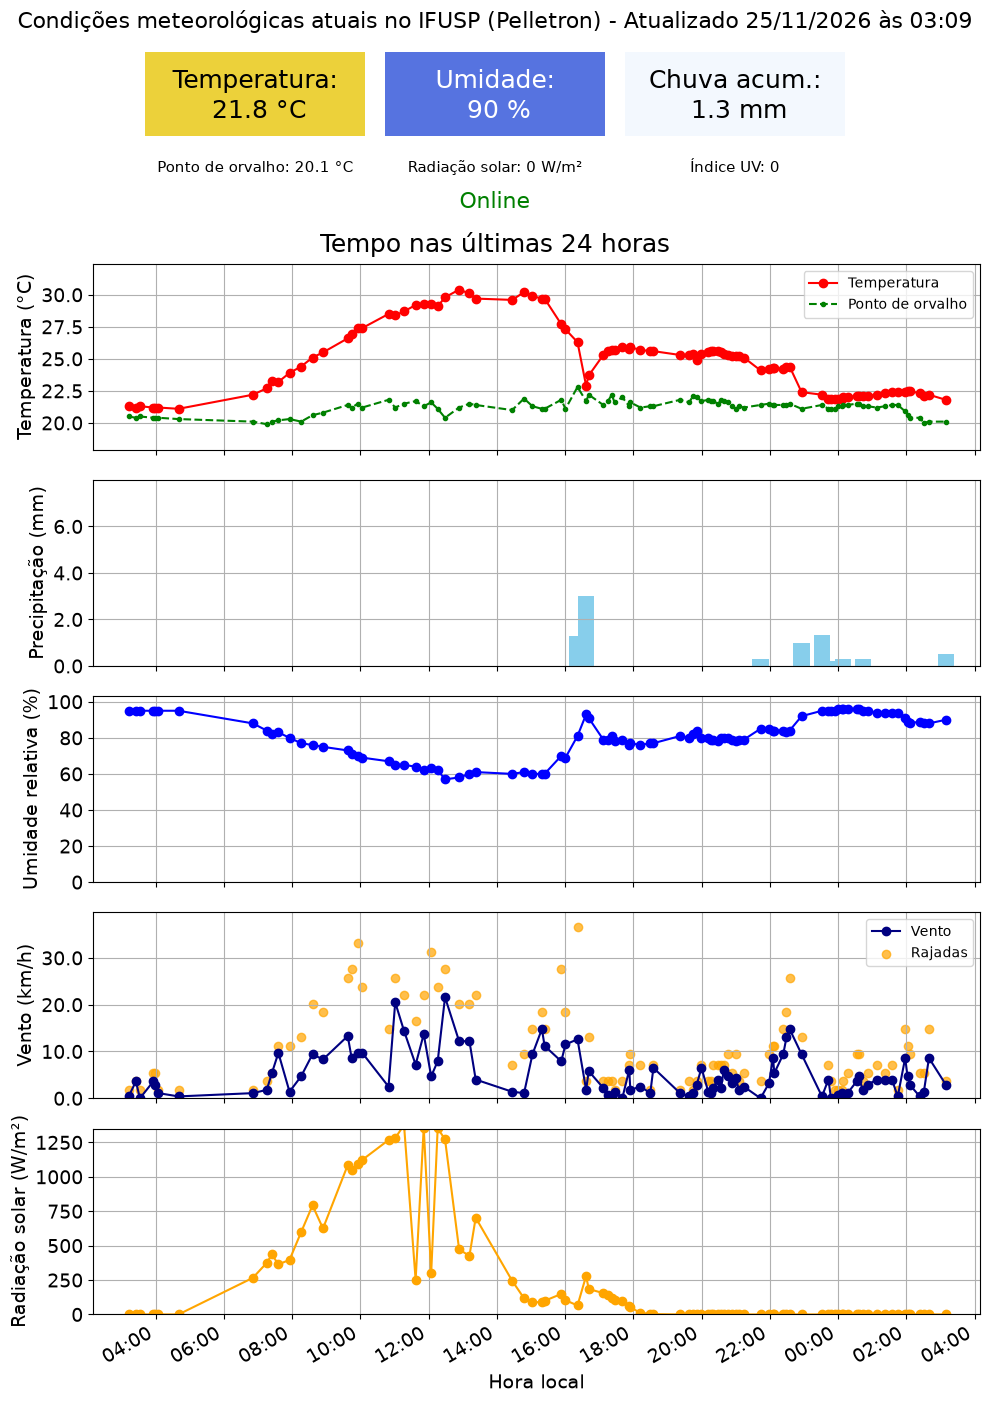 Condições meteorológicas atuais no IFUSP (Pelletron) - Atualizado 25/11/2026 às 03:09
Temperatura:
21.8 °C
Umidade:
90 %
Chuva acum.:
1.3 mm
Ponto de orvalho: 20.1 °C
Radiação solar: 0 W/m²
Índice UV: 0
Online
Tempo nas últimas 24 horas
Temperatura (°C)
30.0
27.5
25.0
22.5
20.0
Temperatura
Ponto de orvalho
Precipitação (mm)
6.0
4.0
2.0
0.0
Umidade relativa (%)
100
80
60
40
20
0
Vento (km/h)
30.0
20.0
10.0
0.0
Vento
Rajadas
Radiação solar (W/m²)
1250
1000
750
500
250
0
04:00
06:00
08:00
10:00
12:00
14:00
16:00
18:00
20:00
22:00
00:00
02:00
04:00
Hora local